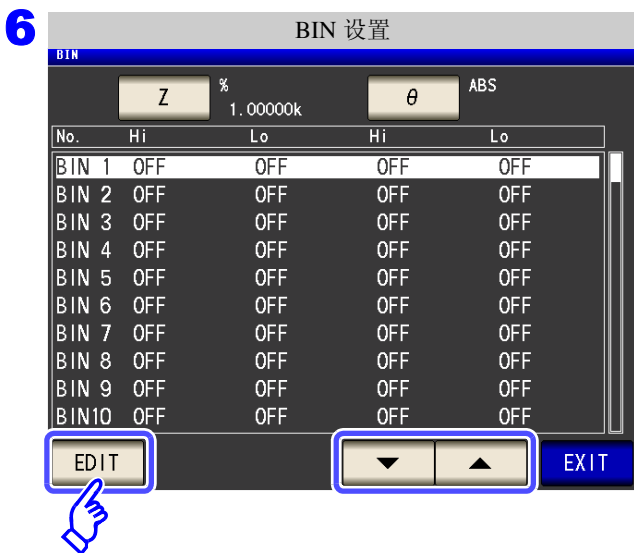 6
BIN 设置
BIN
Z % 1.00000k θ ABS
No. Hi Lo Hi Lo
BIN 1 OFF OFF OFF OFF
BIN 2 OFF OFF OFF OFF
BIN 3 OFF OFF OFF OFF
BIN 4 OFF OFF OFF OFF
BIN 5 OFF OFF OFF OFF
BIN 6 OFF OFF OFF OFF
BIN 7 OFF OFF OFF OFF
BIN 8 OFF OFF OFF OFF
BIN 9 OFF OFF OFF OFF
BIN10 OFF OFF OFF OFF
EDIT ▼ ▲ EXIT